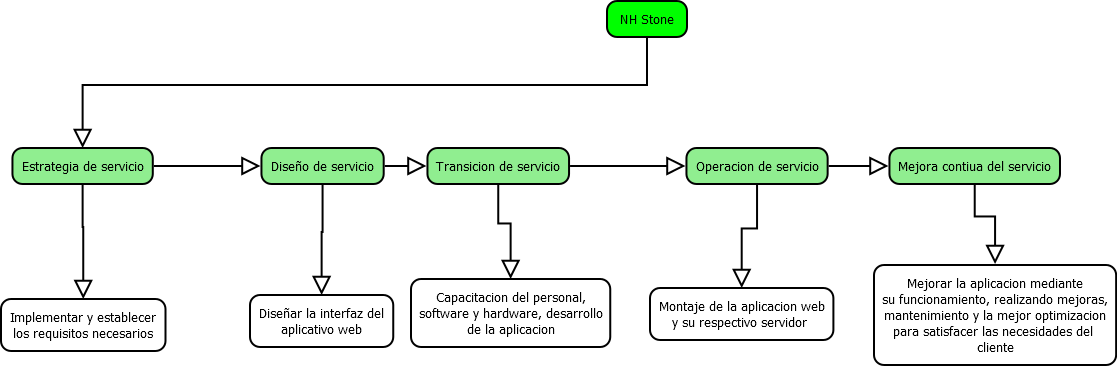 NH Stone
Estrategia de servicio
Diseño de servicio
Transicion de servicio
Operacion de servicio
Mejora contiua del servicio
Implementar y establecer
los requisitos necesarios
Diseñar la interfaz del
aplicativo web
Capacitacion del personal,
software y hardware, desarrollo
de la aplicacion
Montaje de la aplicacion web
y su respectivo servidor
Mejorar la aplicacion mediante
su funcionamiento, realizando mejoras,
mantenimiento y la mejor optimizacion
para satisfacer las necesidades del
cliente